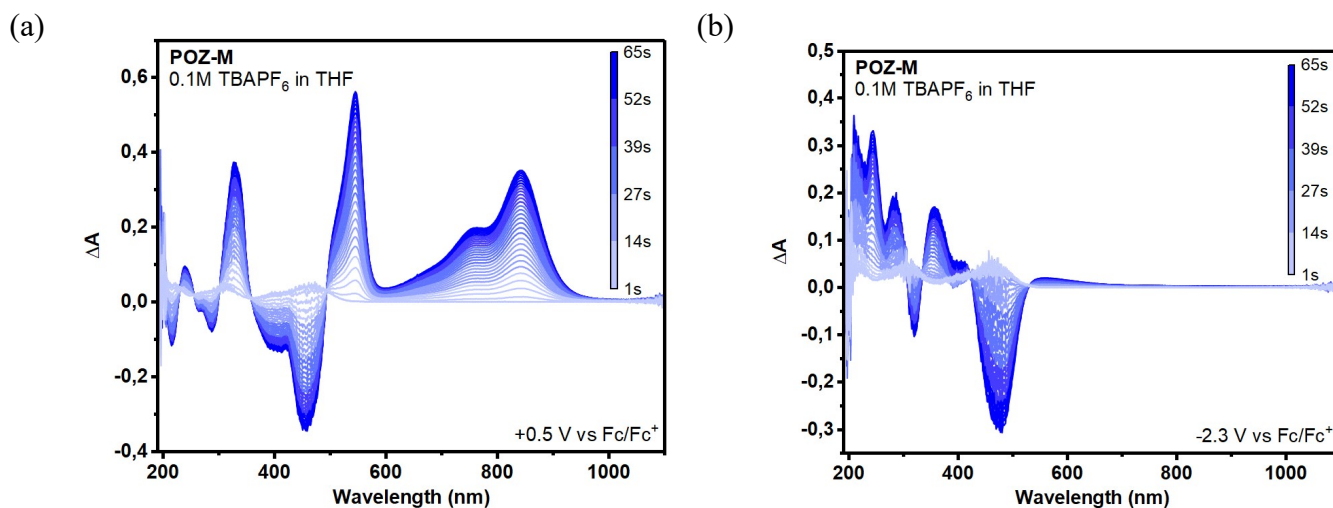 (a)
POZ-M
0.1M TBAPF6 in THF
65s
52s
39s
27s
14s
1s
0,6
0,4
0,2
0,0
-0,2
-0,4
ΔA
+0.5 V vs Fc/Fc+
200 400 600 800 1000
Wavelength (nm)
(b)
POZ-M
0.1M TBAPF6 in THF
65s
52s
39s
27s
14s
1s
0,5
0,4
0,3
0,2
0,1
0,0
-0,1
-0,2
-0,3
ΔA
-2.3 V vs Fc/Fc+
200 400 600 800 1000
Wavelength (nm)